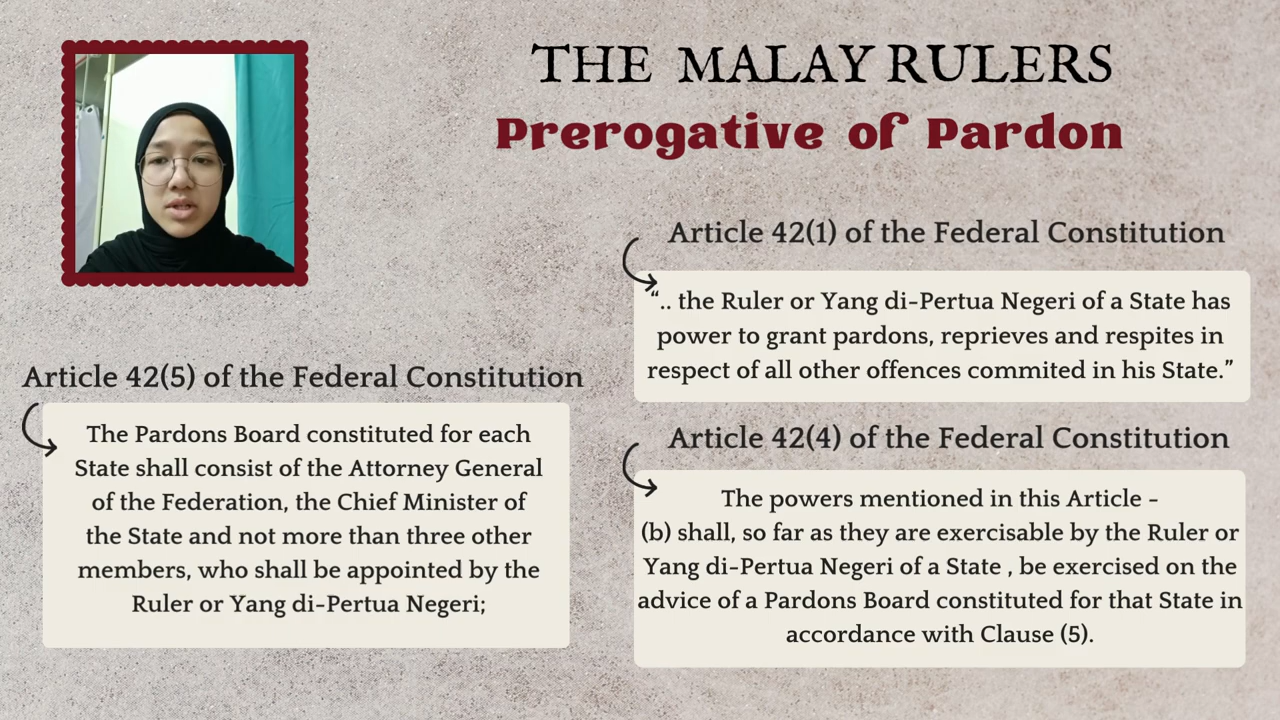 THE MALAY RULERS
Prerogative of Pardon
Article 42(1) of the Federal Constitution
“.. the Ruler or Yang di-Pertua Negeri of a State has
power to grant pardons, reprieves and respites in
respect of all other offences commited in his State.”
Article 42(4) of the Federal Constitution
The powers mentioned in this Article -
(b) shall, so far as they are exercisable by the Ruler or
Yang di-Pertua Negeri of a State , be exercised on the
advice of a Pardons Board constituted for that State in
accordance with Clause (5).
Article 42(5) of the Federal Constitution
The Pardons Board constituted for each
State shall consist of the Attorney General
of the Federation, the Chief Minister of
the State and not more than three other
members, who shall be appointed by the
Ruler or Yang di-Pertua Negeri;